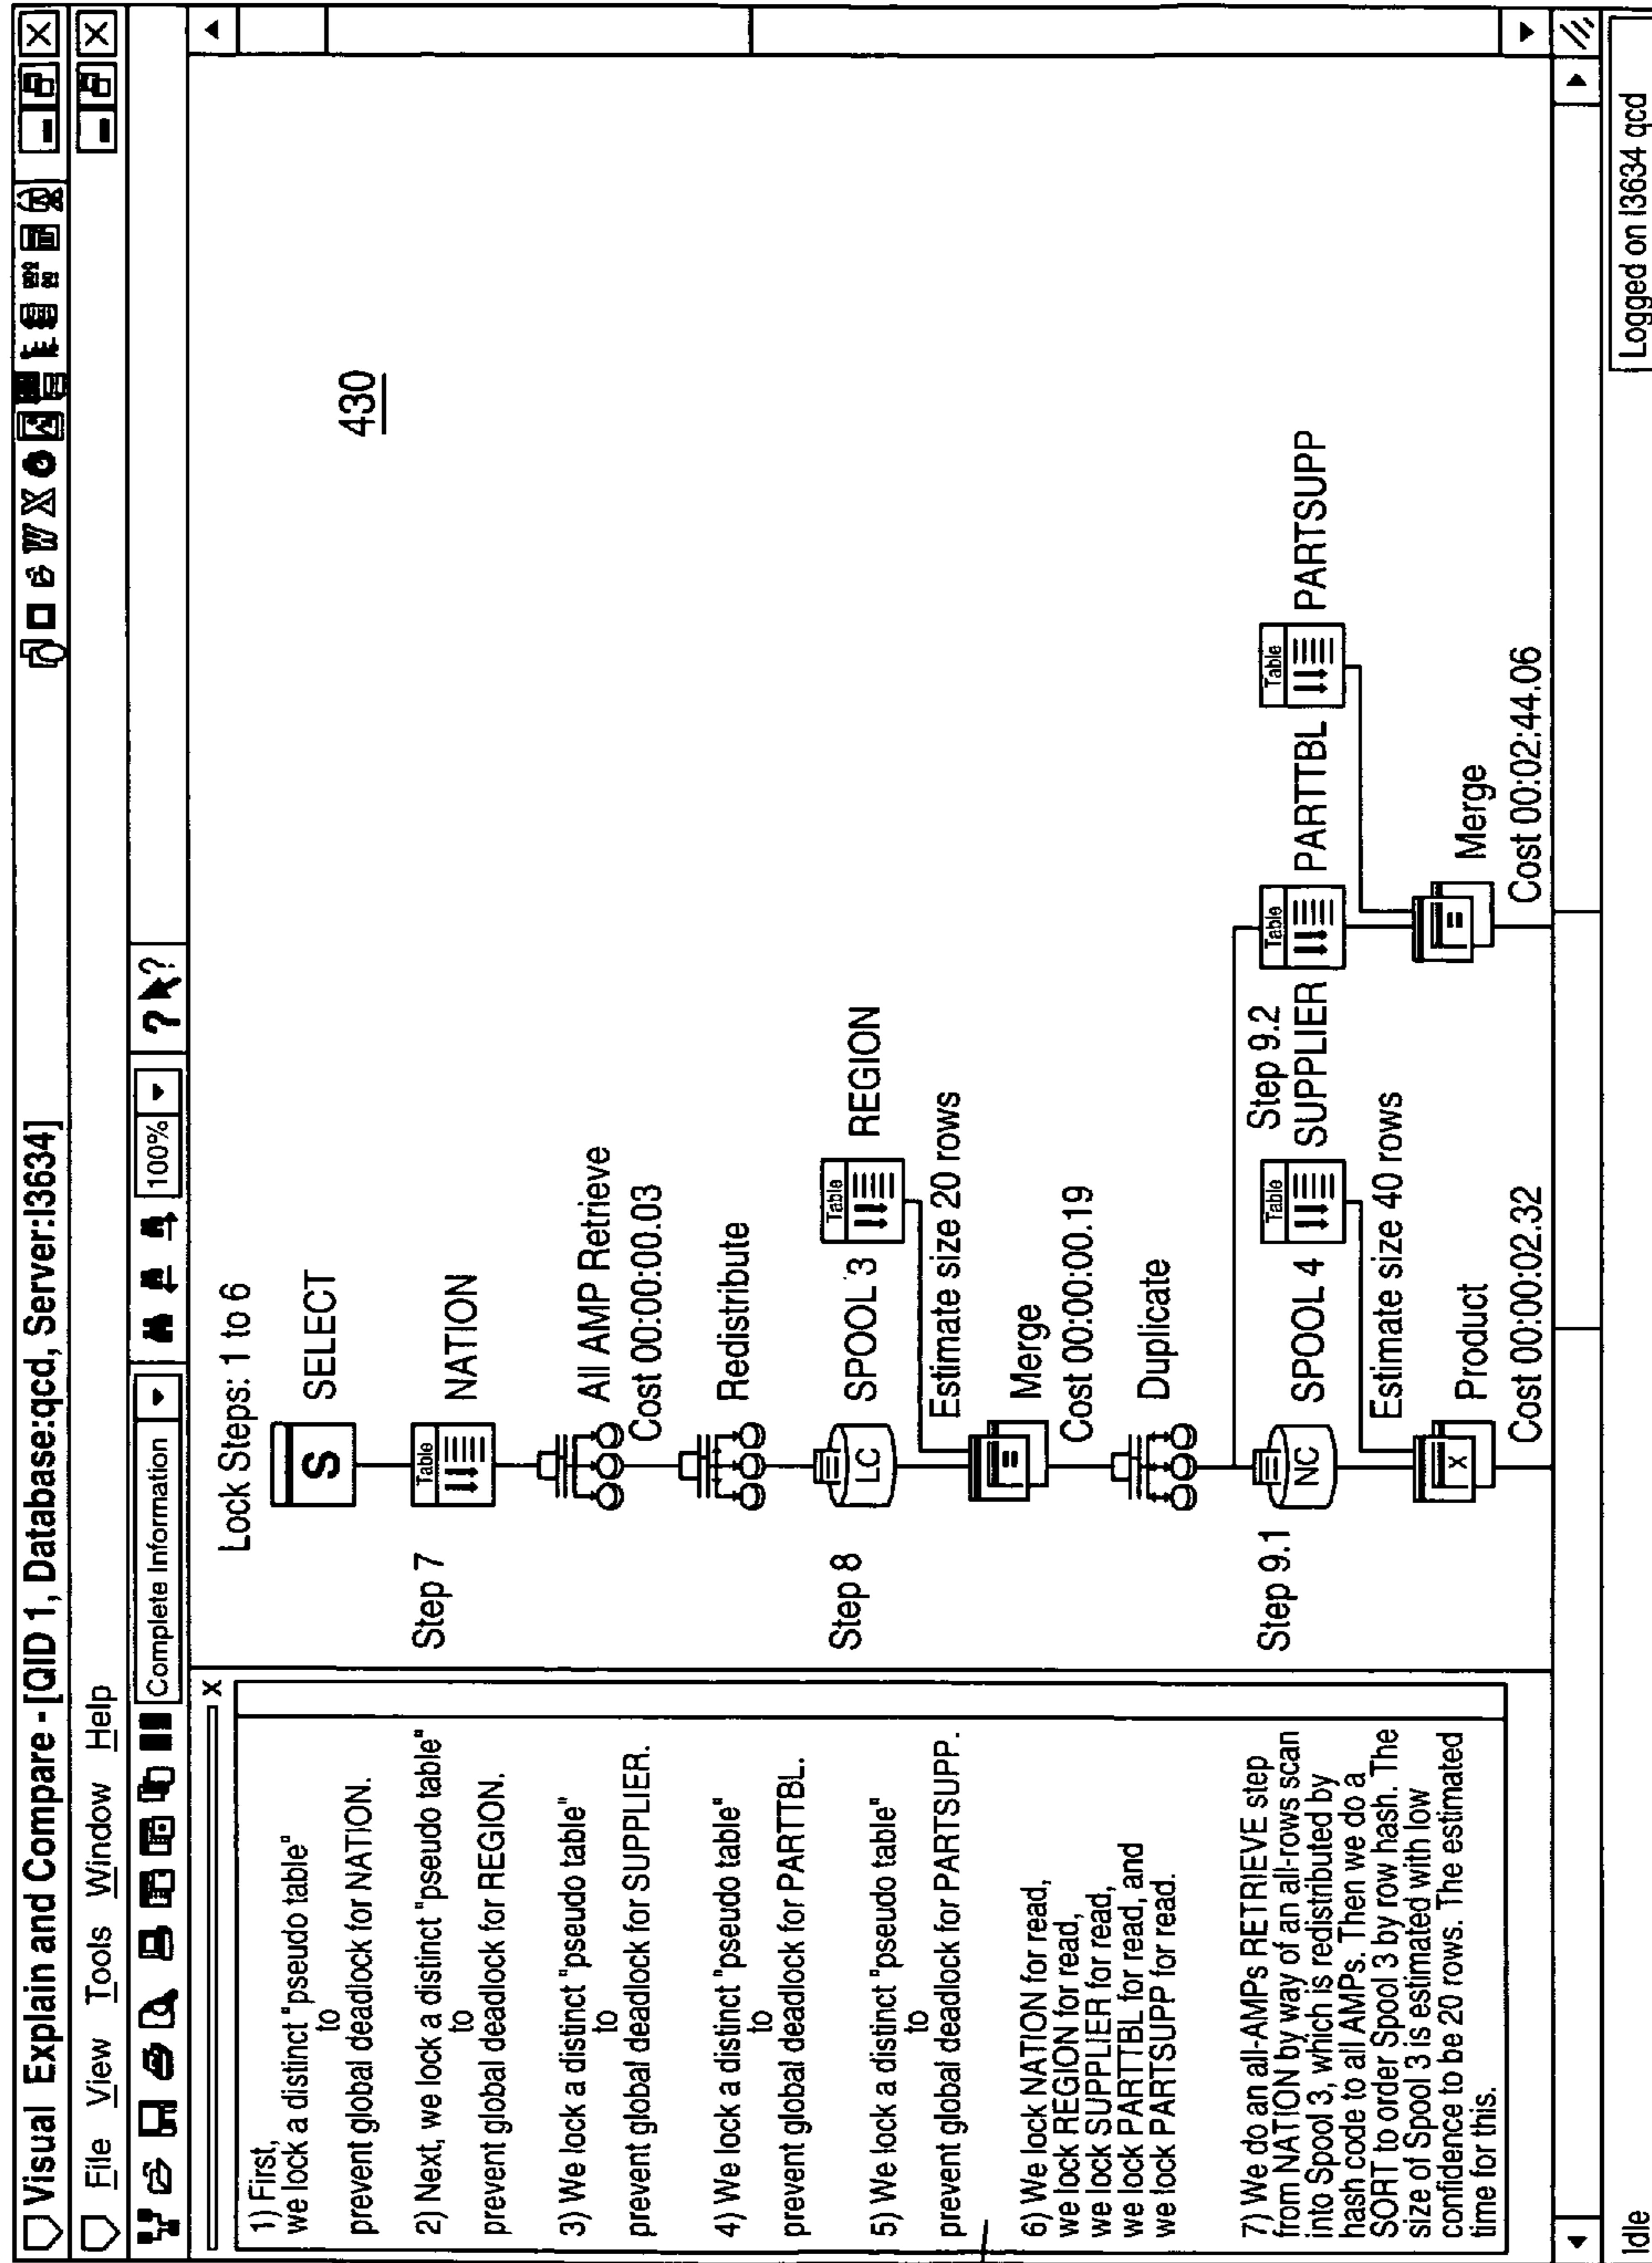 Visual Explain and Compare - [QID 1, Database:qcd, Server:l3634]
File View Tools Window Help
Complete Information
100%
?
?
1) First,
we lock a distinct "pseudo table"
to
prevent global deadlock for NATION.
2) Next, we lock a distinct "pseudo table"
to
prevent global deadlock for REGION.
3) We lock a distinct "pseudo table"
to
prevent global deadlock for SUPPLIER.
4) We lock a distinct "pseudo table"
to
prevent global deadlock for PARTTBL.
5) We lock a distinct "pseudo table"
to
prevent global deadlock for PARTSUPP.
6) We lock NATION for read,
we lock REGION for read,
we lock SUPPLIER for read,
we lock PARTTBL for read, and
we lock PARTSUPP for read.
7) We do an all-AMPs RETRIEVE step
from NATION by way of an all-rows scan
into Spool 3, which is redistributed by
hash code to all AMPs. Then we do a
SORT to order Spool 3 by row hash. The
size of Spool 3 is estimated with low
confidence to be 20 rows. The estimated
time for this.
Lock Steps: 1 to 6
S SELECT
430
Step 7
Table NATION
All AMP Retrieve
Cost 00:00:00.03
Redistribute
Step 8
LC SPOOL 3
Table REGION
Estimate size 20 rows
= Merge
Cost 00:00:00.19
Duplicate
Step 9.1
NC SPOOL 4
Step 9.2
Table SUPPLIER
Table PARTTBL
Table PARTSUPP
Estimate size 40 rows
X Product
Cost 00:00:02.32
= Merge
Cost 00:02:44.06
Idle
Logged on l3634 qcd